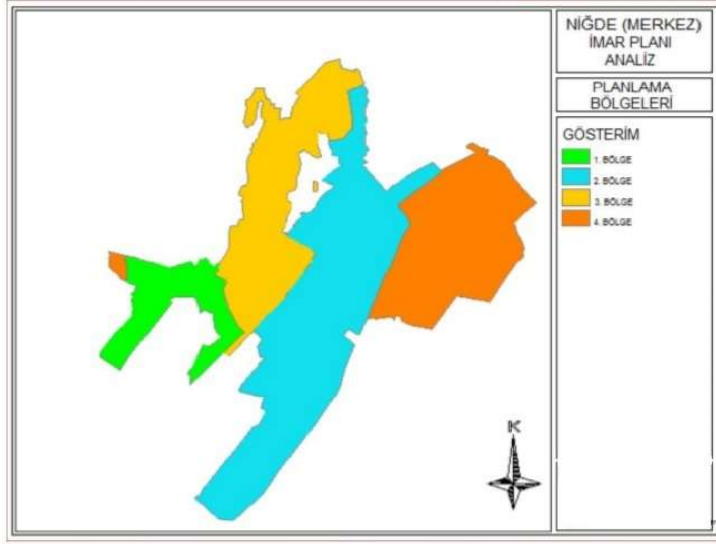 NİĞDE (MERKEZ)
İMAR PLANI
ANALİZ
PLANLAMA
BÖLGELERİ
GÖSTERİM
1. BÖLGE
2. BÖLGE
3. BÖLGE
4. BÖLGE
K